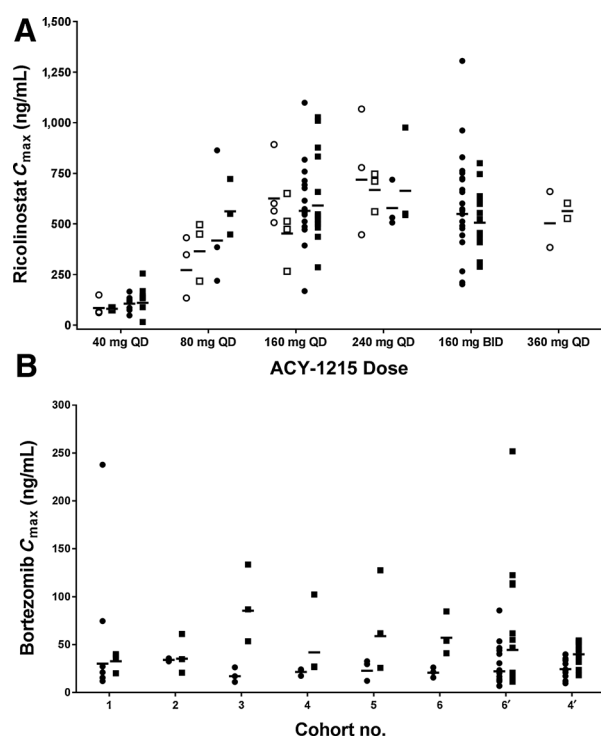 A
Ricolinostat Cmax (ng/mL)
1,500
1,250
1,000
750
500
250
0
40 mg QD 80 mg QD 160 mg QD 240 mg QD 160 mg BID 360 mg QD
ACY-1215 Dose
B
Bortezomib Cmax (ng/mL)
300
250
200
150
100
50
0
1 2 3 4 5 6 6′ 4′
Cohort no.